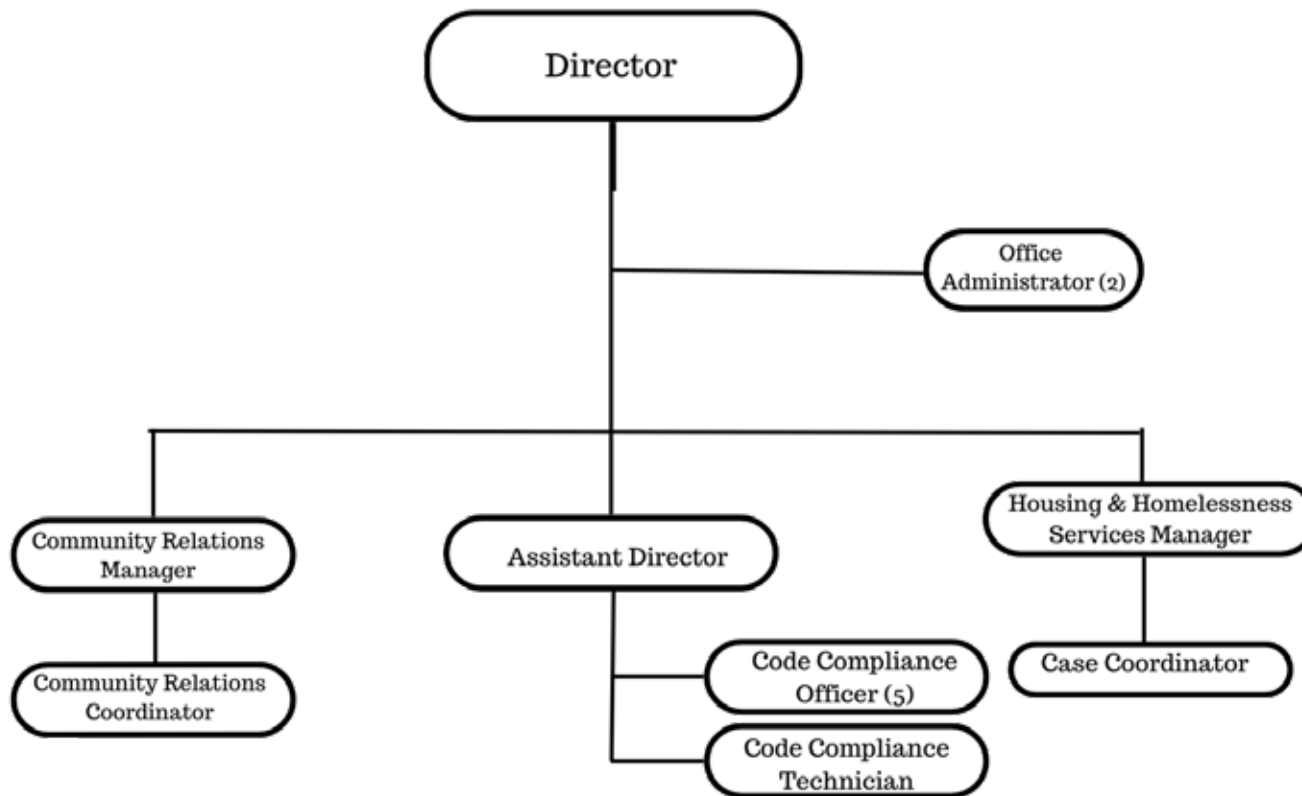 Director
Office
Administrator (2)
Community Relations
Manager
Assistant Director
Housing & Homelessness
Services Manager
Community Relations
Coordinator
Code Compliance
Officer (5)
Case Coordinator
Code Compliance
Technician